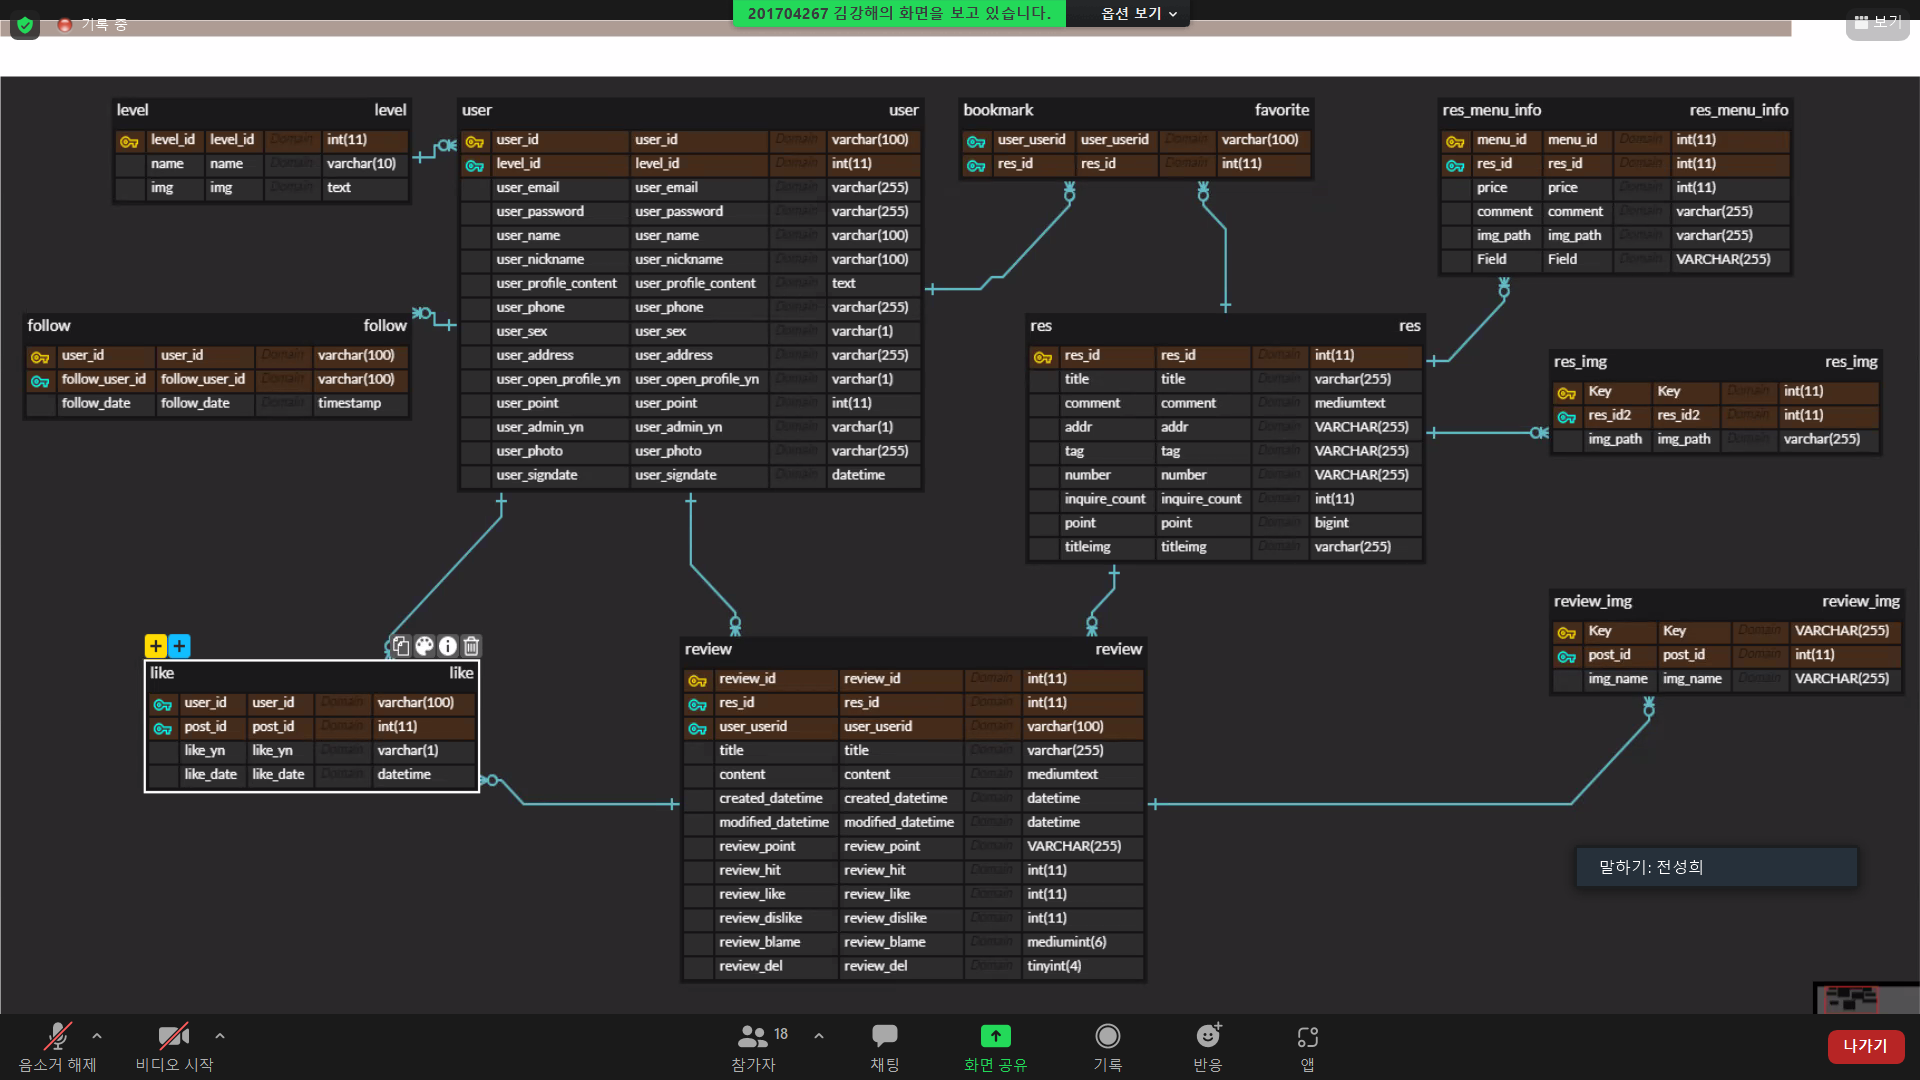 기록 중
201704267 김강해의 화면을 보고 있습니다.
옵션 보기
보기
level level
level_id level_id Domain int(11)
name name Domain varchar(10)
img img Domain text
user user
user_id user_id Domain varchar(100)
level_id level_id Domain int(11)
user_email user_email Domain varchar(255)
user_password user_password Domain varchar(255)
user_name user_name Domain varchar(100)
user_nickname user_nickname Domain varchar(100)
user_profile_content user_profile_content Domain text
user_phone user_phone Domain varchar(255)
user_sex user_sex Domain varchar(1)
user_address user_address Domain varchar(255)
user_open_profile_yn user_open_profile_yn Domain varchar(1)
user_point user_point Domain int(11)
user_admin_yn user_admin_yn Domain varchar(1)
user_photo user_photo Domain varchar(255)
user_signdate user_signdate Domain datetime
bookmark favorite
user_userid user_userid Domain varchar(100)
res_id res_id Domain int(11)
res_menu_info res_menu_info
menu_id menu_id Domain int(11)
res_id res_id Domain int(11)
price price Domain int(11)
comment comment Domain varchar(255)
img_path img_path Domain varchar(255)
Field Field Domain VARCHAR(255)
follow follow
user_id user_id Domain varchar(100)
follow_user_id follow_user_id Domain varchar(100)
follow_date follow_date Domain timestamp
res res
res_id res_id Domain int(11)
title title Domain varchar(255)
comment comment Domain mediumtext
addr addr Domain VARCHAR(255)
tag tag Domain VARCHAR(255)
number number Domain VARCHAR(255)
inquire_count inquire_count Domain int(11)
point point Domain bigint
titleimg titleimg Domain varchar(255)
res_img res_img
Key Key Domain int(11)
res_id2 res_id2 Domain int(11)
img_path img_path Domain varchar(255)
like like
user_id user_id Domain varchar(100)
post_id post_id Domain int(11)
like_yn like_yn Domain varchar(1)
like_date like_date Domain datetime
review review
review_id review_id Domain int(11)
res_id res_id Domain int(11)
user_userid user_userid Domain varchar(100)
title title Domain varchar(255)
content content Domain mediumtext
created_datetime created_datetime Domain datetime
modified_datetime modified_datetime Domain datetime
review_point review_point Domain VARCHAR(255)
review_hit review_hit Domain int(11)
review_like review_like Domain int(11)
review_dislike review_dislike Domain int(11)
review_blame review_blame Domain mediumint(6)
review_del review_del Domain tinyint(4)
review_img review_img
Key Key Domain VARCHAR(255)
post_id post_id Domain int(11)
img_name img_name Domain VARCHAR(255)
말하기: 전성희
음소거 해제
비디오 시작
18
참가자
채팅
화면 공유
기록
반응
앱
나가기